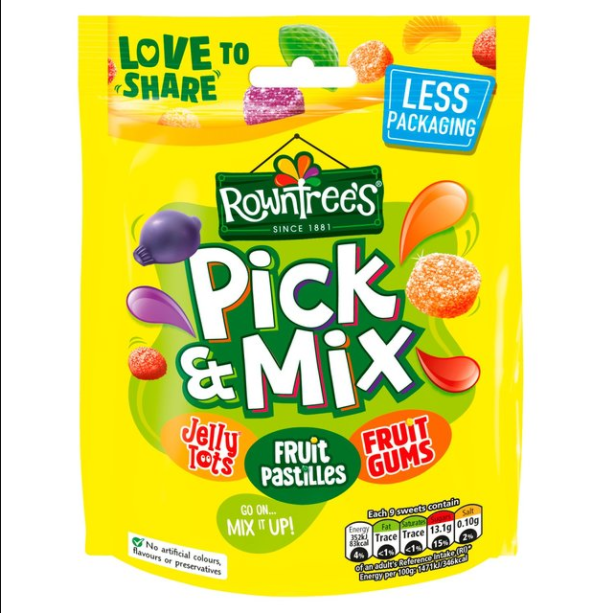 LOVE TO
SHARE
LESS
PACKAGING
ROWNTREE'S
SINCE 1881
PicK
& MiX
Jelly
Tots
FRUiT
PaSTiLLES
FRUiT
GUMS
GO ON...
MIX IT UP!
No artificial colours,
flavours or preservatives
Each 9 sweets contain
Energy
352kJ
83kcal
4%
Fat
Trace
<1%
Saturates
Trace
<1%
Sugars
13.1g
15%
Salt
0.10g
2%
of an adult's Reference Intake (RI)*
Energy per 100g: 1471kJ/346kcal